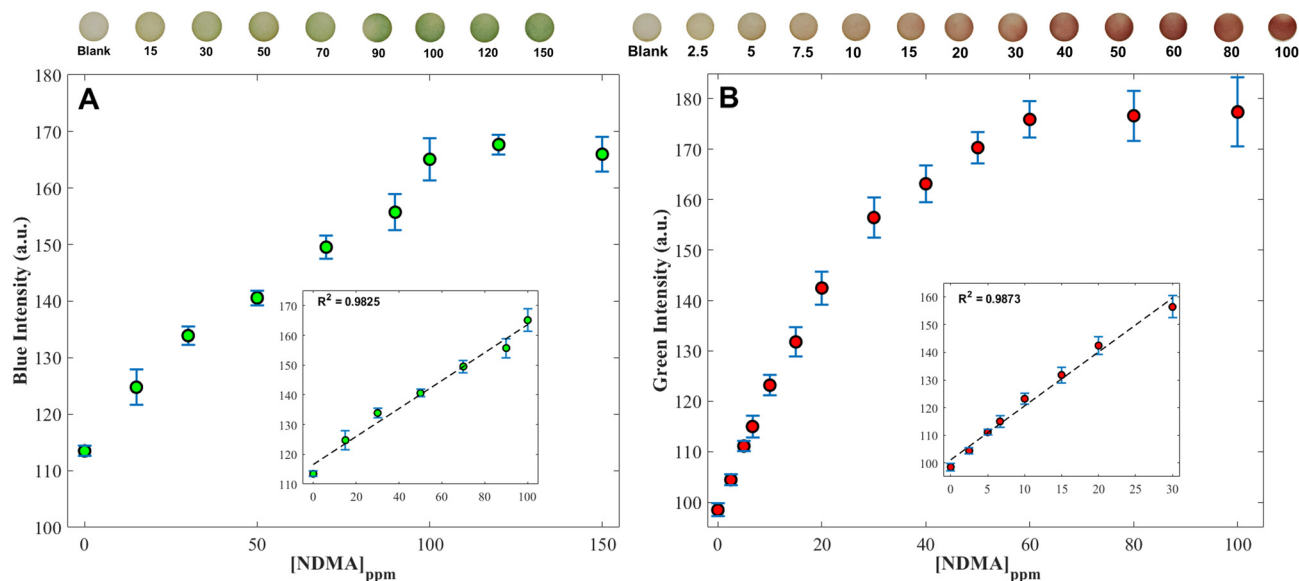 Blank 15 30 50 70 90 100 120 150
A
180
170
160
150
140
130
120
110
100
Blue Intensity (a.u.)
0 50 100 150
[NDMA]ppm
R² = 0.9825
170
160
150
140
130
120
110
0 20 40 60 80 100
Blank 2.5 5 7.5 10 15 20 30 40 50 60 80 100
B
180
170
160
150
140
130
120
110
100
Green Intensity (a.u.)
0 20 40 60 80 100
[NDMA]ppm
R² = 0.9873
160
150
140
130
120
110
100
0 5 10 15 20 25 30